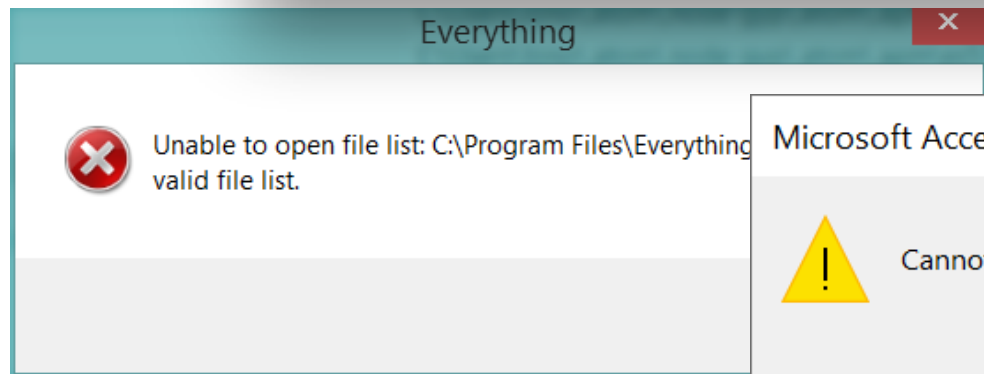 Everything
Unable to open file list: C:\Program Files\Everything
valid file list.
Microsoft Acce
Canno